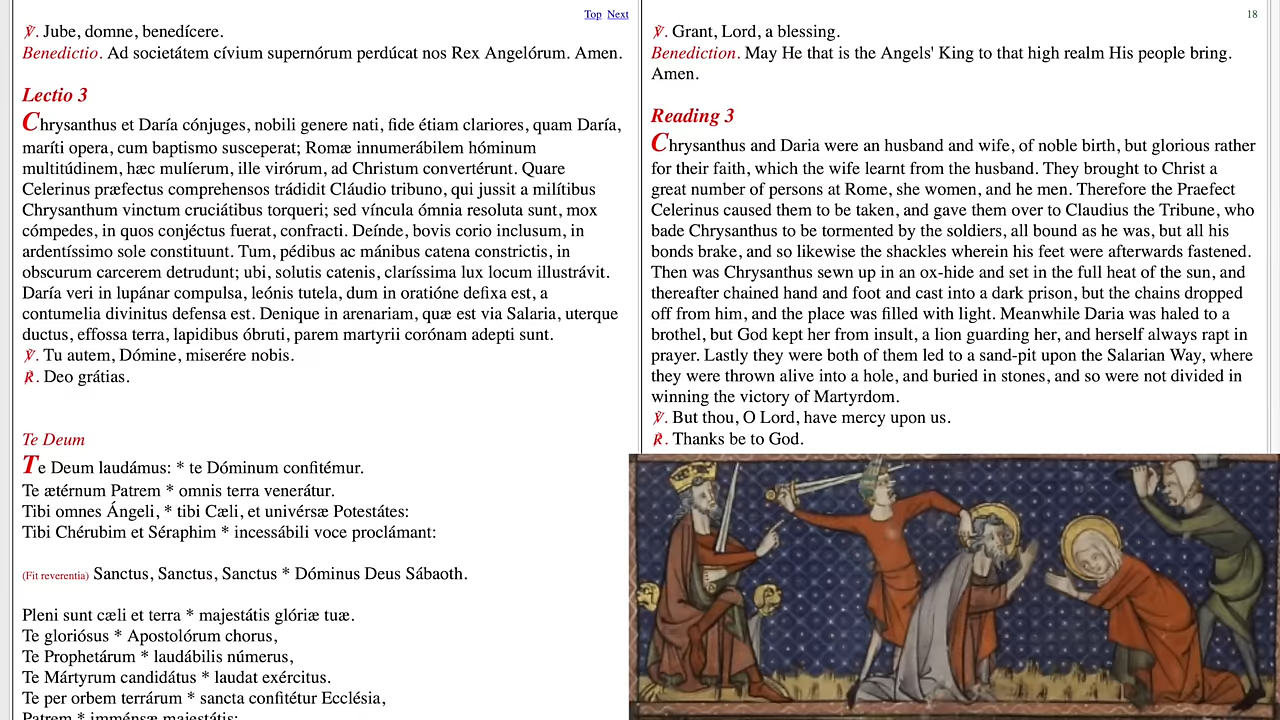 Top Next
℣. Jube, domne, benedícere.
Benedictio. Ad societátem cívium supernórum perdúcat nos Rex Angelórum. Amen.
Lectio 3
Chrysanthus et Daría cónjuges, nobili genere nati, fide étiam clariores, quam Daría,
maríti opera, cum baptismo susceperat; Romæ innumerábilem hóminum
multitúdinem, hæc mulíerum, ille virórum, ad Christum convertérunt. Quare
Celerinus præfectus comprehensos trádidit Cláudio tribuno, qui jussit a milítibus
Chrysanthum vinctum cruciátibus torqueri; sed víncula ómnia resoluta sunt, mox
cómpedes, in quos conjéctus fuerat, confracti. Deínde, bovis corio inclusum, in
ardentíssimo sole constituunt. Tum, pédibus ac mánibus catena constrictis, in
obscurum carcerem detrudunt; ubi, solutis catenis, claríssima lux locum illustrávit.
Daría veri in lupánar compulsa, leónis tutela, dum in oratióne defixa est, a
contumelia divinitus defensa est. Denique in arenariam, quæ est via Salaria, uterque
ductus, effossa terra, lapidibus óbruti, parem martyrii corónam adepti sunt.
℣. Tu autem, Dómine, miserére nobis.
℟. Deo grátias.
Te Deum
Te Deum laudámus: * te Dóminum confitémur.
Te ætérnum Patrem * omnis terra venerátur.
Tibi omnes Ángeli, * tibi Cæli, et univérsæ Potestátes:
Tibi Chérubim et Séraphim * incessábili voce proclámant:
(Fit reverentia) Sanctus, Sanctus, Sanctus * Dóminus Deus Sábaoth.
Pleni sunt cæli et terra * majestátis glóriæ tuæ.
Te gloriósus * Apostolórum chorus,
Te Prophetárum * laudábilis númerus,
Te Mártyrum candidátus * laudat exércitus.
Te per orbem terrárum * sancta confitétur Ecclésia,
Patrem * imménsæ majestátis:
18
℣. Grant, Lord, a blessing.
Benediction. May He that is the Angels' King to that high realm His people bring.
Amen.
Reading 3
Chrysanthus and Daria were an husband and wife, of noble birth, but glorious rather
for their faith, which the wife learnt from the husband. They brought to Christ a
great number of persons at Rome, she women, and he men. Therefore the Praefect
Celerinus caused them to be taken, and gave them over to Claudius the Tribune, who
bade Chrysanthus to be tormented by the soldiers, all bound as he was, but all his
bonds brake, and so likewise the shackles wherein his feet were afterwards fastened.
Then was Chrysanthus sewn up in an ox-hide and set in the full heat of the sun, and
thereafter chained hand and foot and cast into a dark prison, but the chains dropped
off from him, and the place was filled with light. Meanwhile Daria was haled to a
brothel, but God kept her from insult, a lion guarding her, and herself always rapt in
prayer. Lastly they were both of them led to a sand-pit upon the Salarian Way, where
they were thrown alive into a hole, and buried in stones, and so were not divided in
winning the victory of Martyrdom.
℣. But thou, O Lord, have mercy upon us.
℟. Thanks be to God.